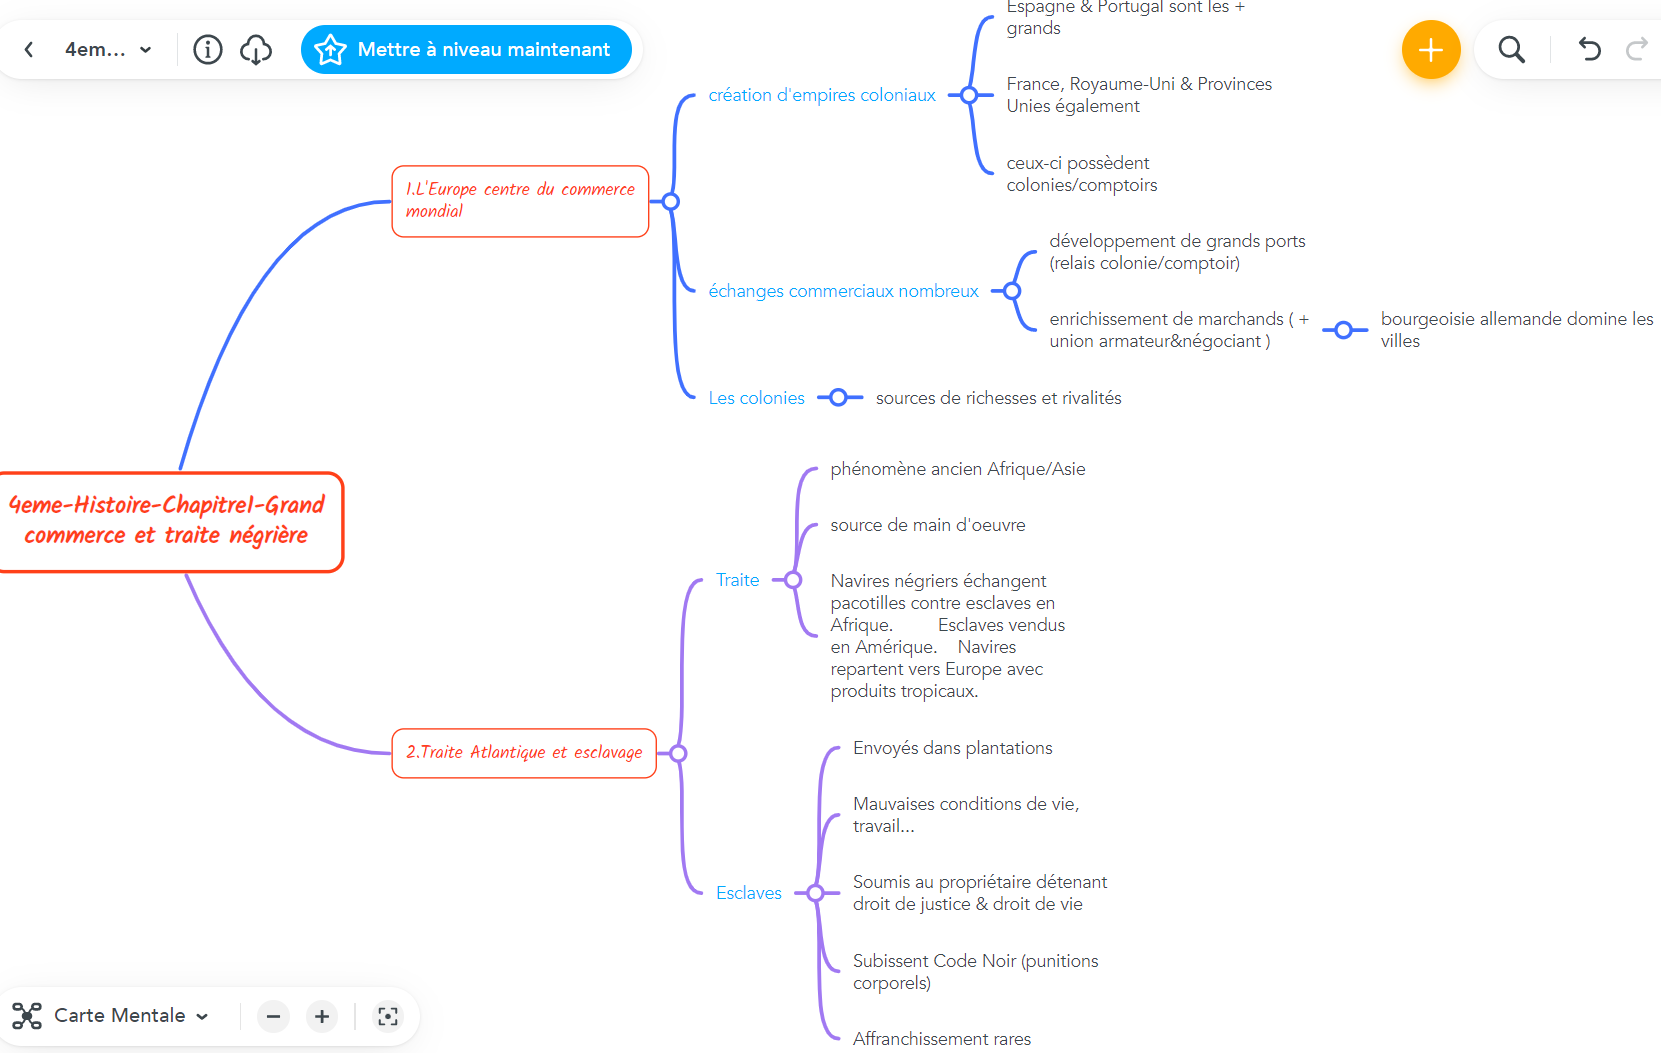 4em...
Mettre à niveau maintenant
Espagne & Portugal sont les +
grands
création d'empires coloniaux
France, Royaume-Uni & Provinces
Unies également
ceux-ci possèdent
colonies/comptoirs
1.L'Europe centre du commerce
mondial
développement de grands ports
(relais colonie/comptoir)
échanges commerciaux nombreux
enrichissement de marchands ( +
union armateur&négociant )
bourgeoisie allemande domine les
villes
Les colonies
sources de richesses et rivalités
4eme-Histoire-Chapitre1-Grand
commerce et traite négrière
phénomène ancien Afrique/Asie
source de main d'oeuvre
Traite
Navires négriers échangent
pacotilles contre esclaves en
Afrique. Esclaves vendus
en Amérique. Navires
repartent vers Europe avec
produits tropicaux.
2.Traite Atlantique et esclavage
Envoyés dans plantations
Mauvaises conditions de vie,
travail...
Esclaves
Soumis au propriétaire détenant
droit de justice & droit de vie
Subissent Code Noir (punitions
corporels)
Affranchissement rares
Carte Mentale